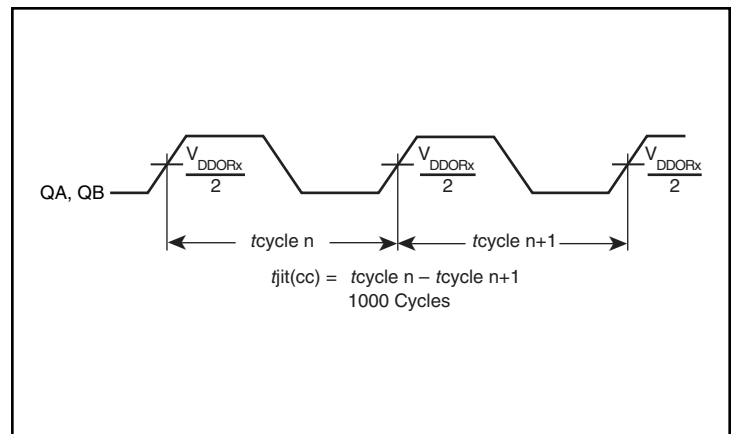 V DDORx
2
V DDORx
2
V DDORx
2
QA, QB
tcycle n
tcycle n+1
tjit(cc) = tcycle n – tcycle n+1
1000 Cycles